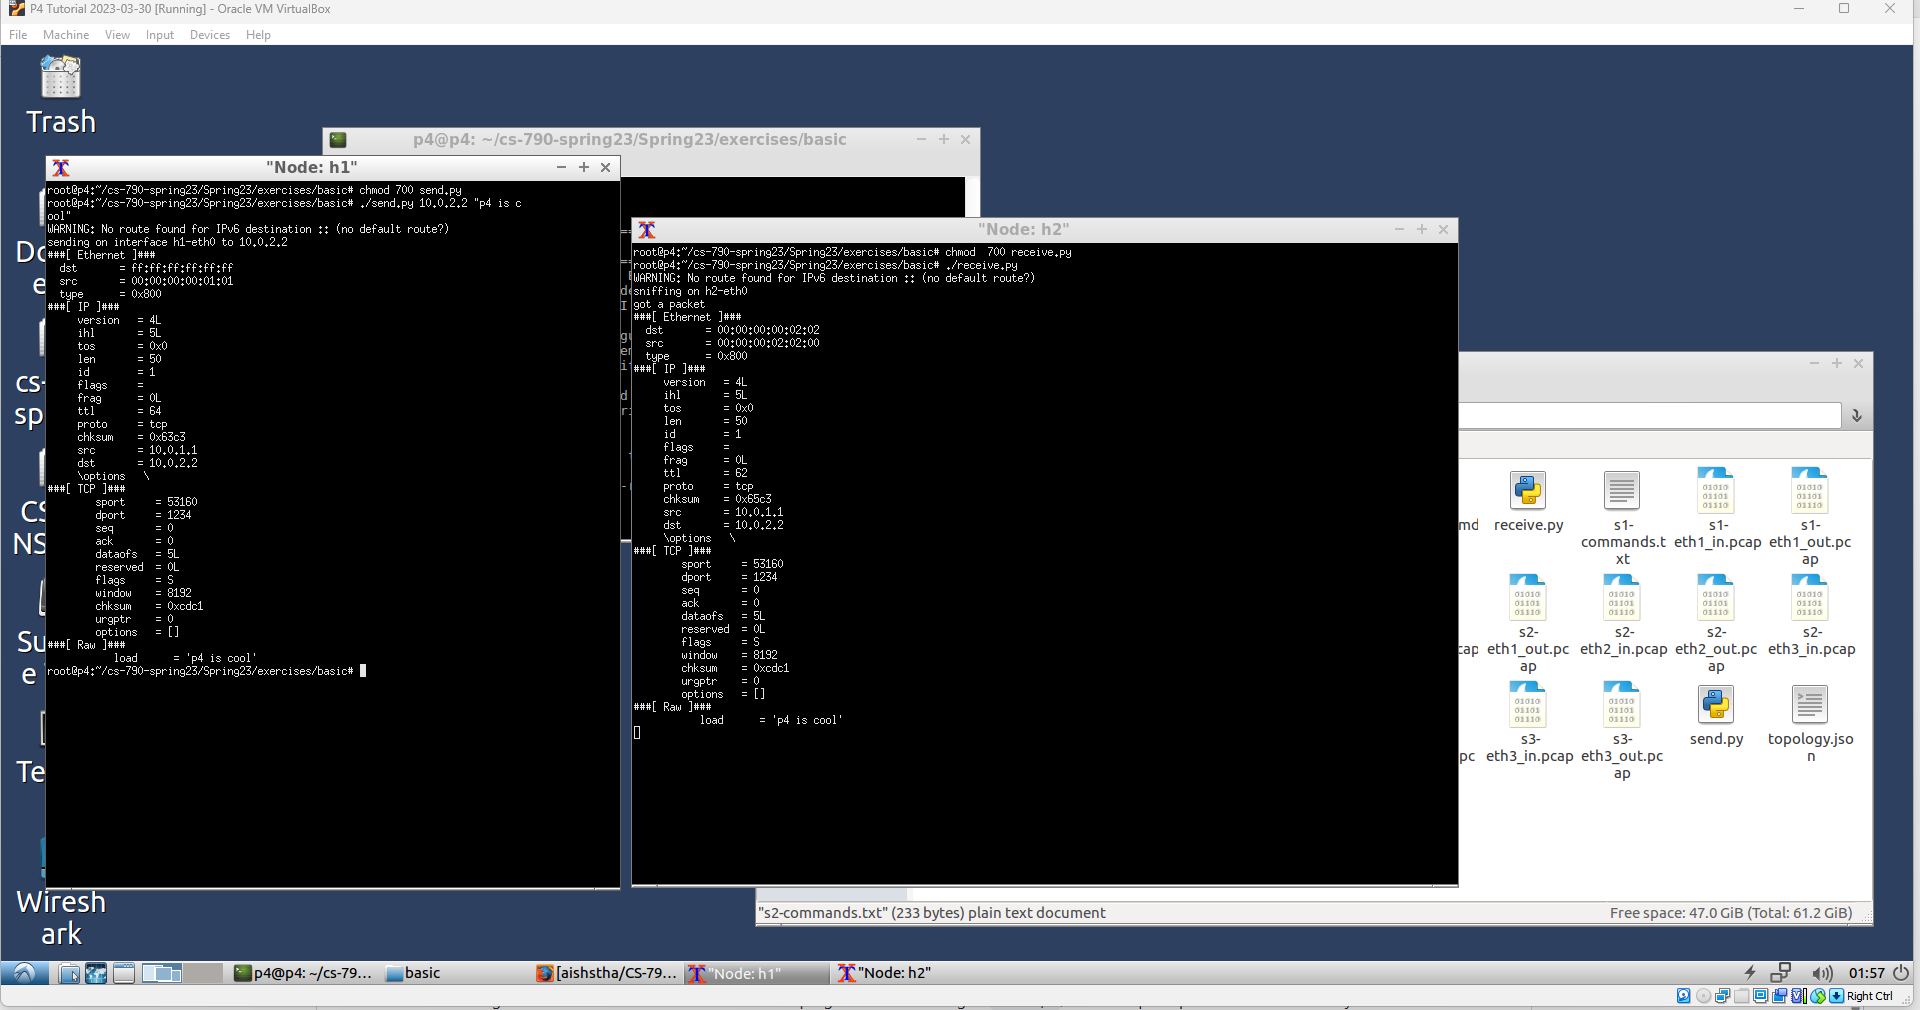 P4 Tutorial 2023-03-30 [Running] - Oracle VM VirtualBox
File Machine View Input Devices Help
Trash
p4@p4: ~/cs-790-spring23/Spring23/exercises/basic
"Node: h1"
root@p4:~/cs-790-spring23/Spring23/exercises/basic# chmod 700 send.py
root@p4:~/cs-790-spring23/Spring23/exercises/basic# ./send.py 10.0.2.2 "p4 is c
ool"
WARNING: No route found for IPv6 destination :: (no default route?)
sending on interface h1-eth0 to 10.0.2.2
###[ Ethernet ]###
dst = ff:ff:ff:ff:ff:ff
src = 00:00:00:00:01:01
type = 0x800
###[ IP ]###
version = 4L
ihl = 5L
tos = 0x0
len = 50
id = 1
flags =
frag = 0L
ttl = 64
proto = tcp
chksum = 0x63c3
src = 10.0.1.1
dst = 10.0.2.2
\options \
###[ TCP ]###
sport = 53160
dport = 1234
seq = 0
ack = 0
dataofs = 5L
reserved = 0L
flags = S
window = 8192
chksum = 0xcdc1
urgptr = 0
options = []
###[ Raw ]###
load = 'p4 is cool'
root@p4:~/cs-790-spring23/Spring23/exercises/basic#
"Node: h2"
root@p4:~/cs-790-spring23/Spring23/exercises/basic# chmod  700 receive.py
root@p4:~/cs-790-spring23/Spring23/exercises/basic# ./receive.py
WARNING: No route found for IPv6 destination :: (no default route?)
sniffing on h2-eth0
got a packet
###[ Ethernet ]###
dst = 00:00:00:00:02:02
src = 00:00:00:02:02:00
type = 0x800
###[ IP ]###
version = 4L
ihl = 5L
tos = 0x0
len = 50
id = 1
flags =
frag = 0L
ttl = 62
proto = tcp
chksum = 0x65c3
src = 10.0.1.1
dst = 10.0.2.2
\options \
###[ TCP ]###
sport = 53160
dport = 1234
seq = 0
ack = 0
dataofs = 5L
reserved = 0L
flags = S
window = 8192
chksum = 0xcdc1
urgptr = 0
options = []
###[ Raw ]###
load = 'p4 is cool'
md receive.py
s1-
commands.t
xt
s1-
eth1_in.pcap
s1-
eth1_out.pc
ap
cap
s2-
eth1_out.pc
ap
s2-
eth2_in.pcap
s2-
eth2_out.pc
ap
s2-
eth3_in.pcap
pc
s3-
eth3_in.pcap
s3-
eth3_out.pc
ap
send.py
topology.jso
n
Wiresh
ark
"s2-commands.txt" (233 bytes) plain text document
Free space: 47.0 GiB (Total: 61.2 GiB)
p4@p4: ~/cs-79... basic [aishstha/CS-79... "Node: h1" "Node: h2" 01:57
Right Ctrl